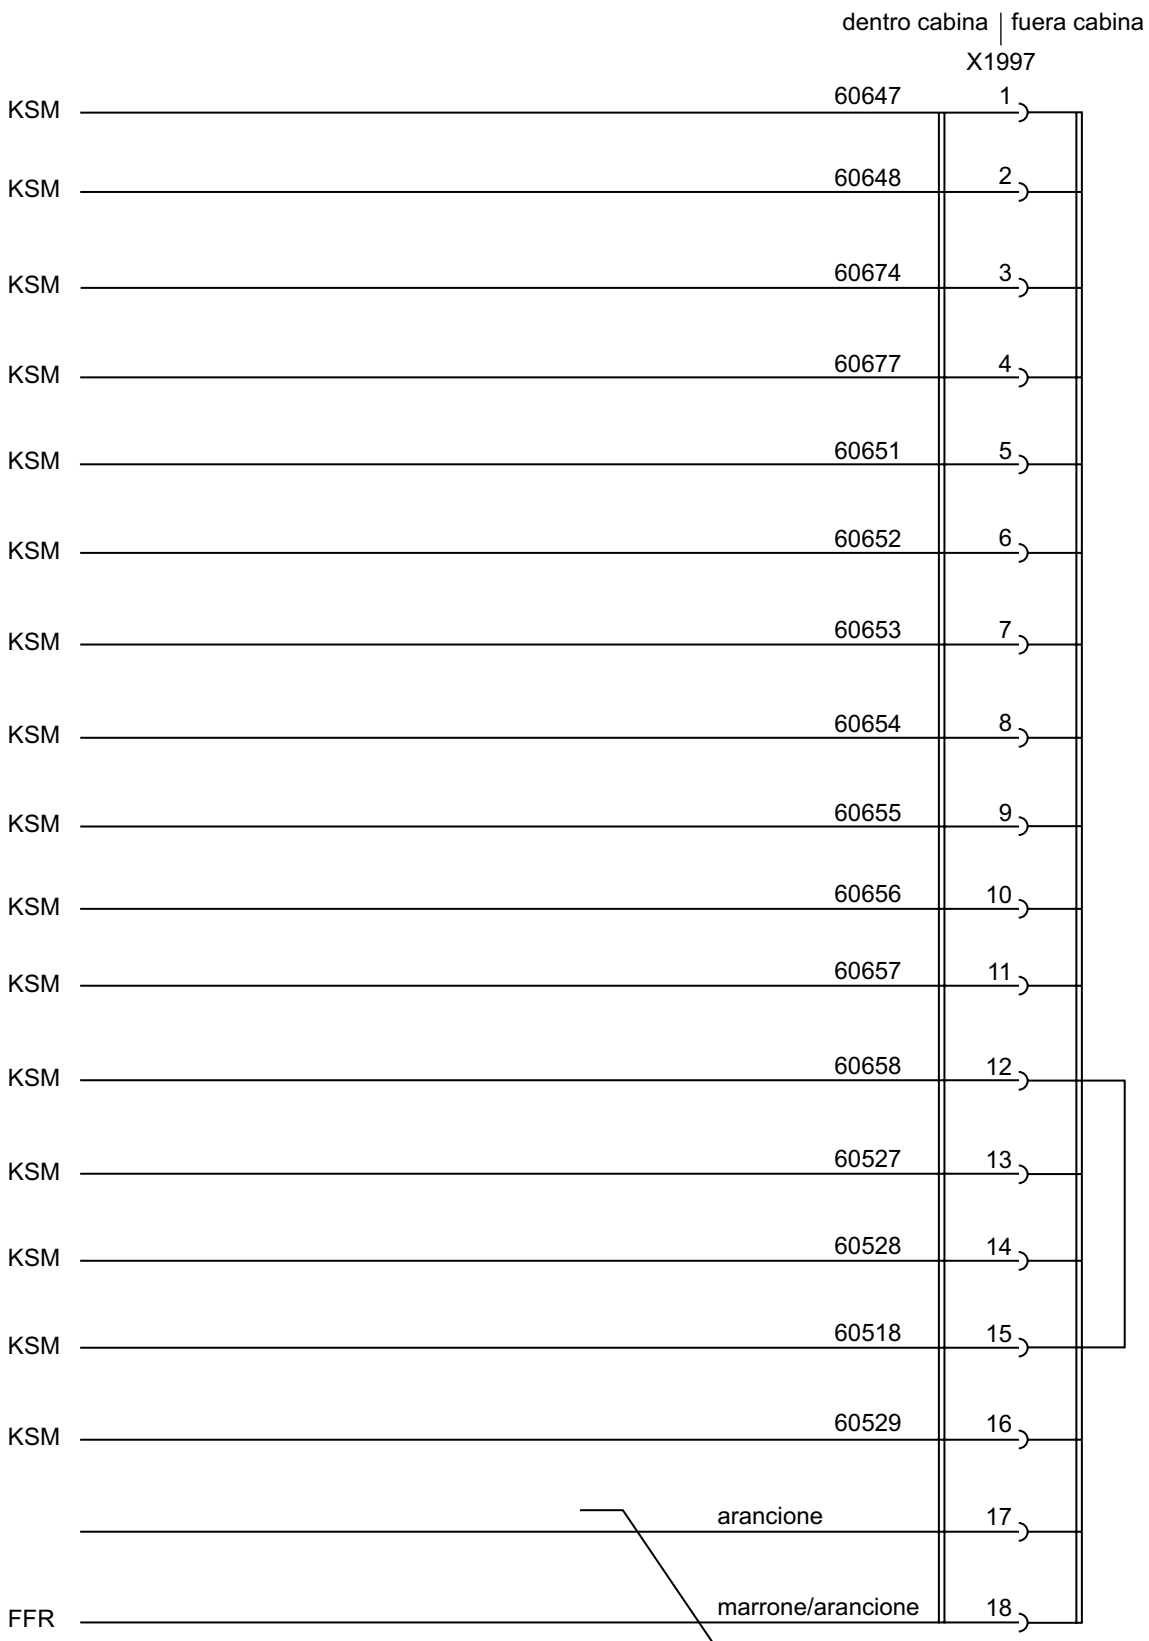 dentro cabina | fuera cabina
X1997
KSM 60647 1
KSM 60648 2
KSM 60674 3
KSM 60677 4
KSM 60651 5
KSM 60652 6
KSM 60653 7
KSM 60654 8
KSM 60655 9
KSM 60656 10
KSM 60657 11
KSM 60658 12
KSM 60527 13
KSM 60528 14
KSM 60518 15
KSM 60529 16
arancione 17
FFR marrone/arancione 18